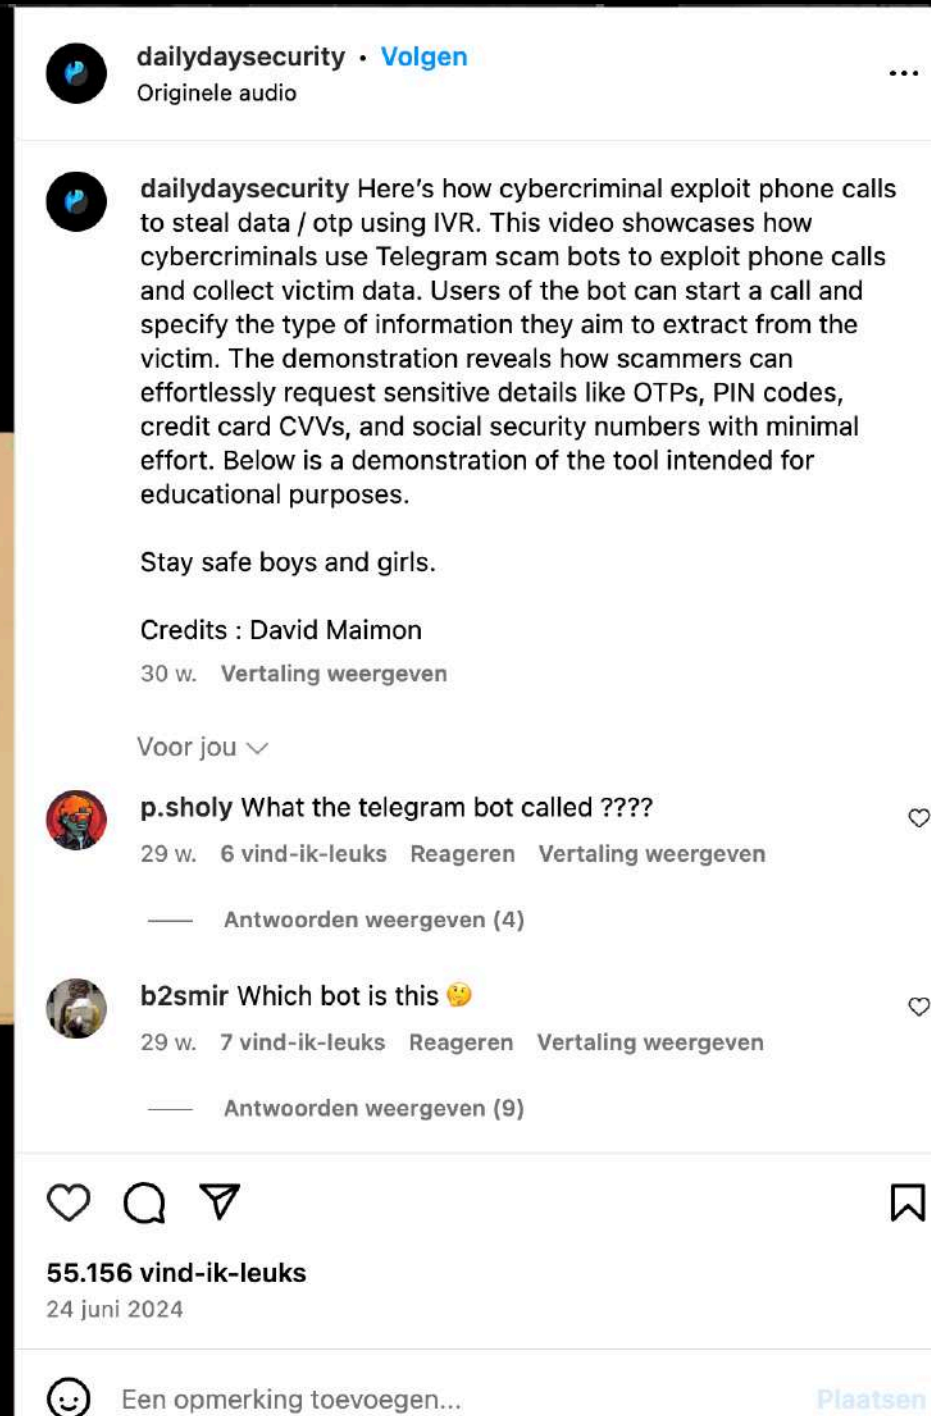 dailydaysecurity • Volgen
Originele audio
dailydaysecurity Here's how cybercriminal exploit phone calls
to steal data / otp using IVR. This video showcases how
cybercriminals use Telegram scam bots to exploit phone calls
and collect victim data. Users of the bot can start a call and
specify the type of information they aim to extract from the
victim. The demonstration reveals how scammers can
effortlessly request sensitive details like OTPs, PIN codes,
credit card CVVs, and social security numbers with minimal
effort. Below is a demonstration of the tool intended for
educational purposes.
Stay safe boys and girls.
Credits : David Maimon
30 w. Vertaling weergeven
Voor jou
p.sholy What the telegram bot called ????
29 w. 6 vind-ik-leuks Reageren Vertaling weergeven
Antwoorden weergeven (4)
b2smir Which bot is this 🤔
29 w. 7 vind-ik-leuks Reageren Vertaling weergeven
Antwoorden weergeven (9)
55.156 vind-ik-leuks
24 juni 2024
Een opmerking toevoegen...
Plaatsen